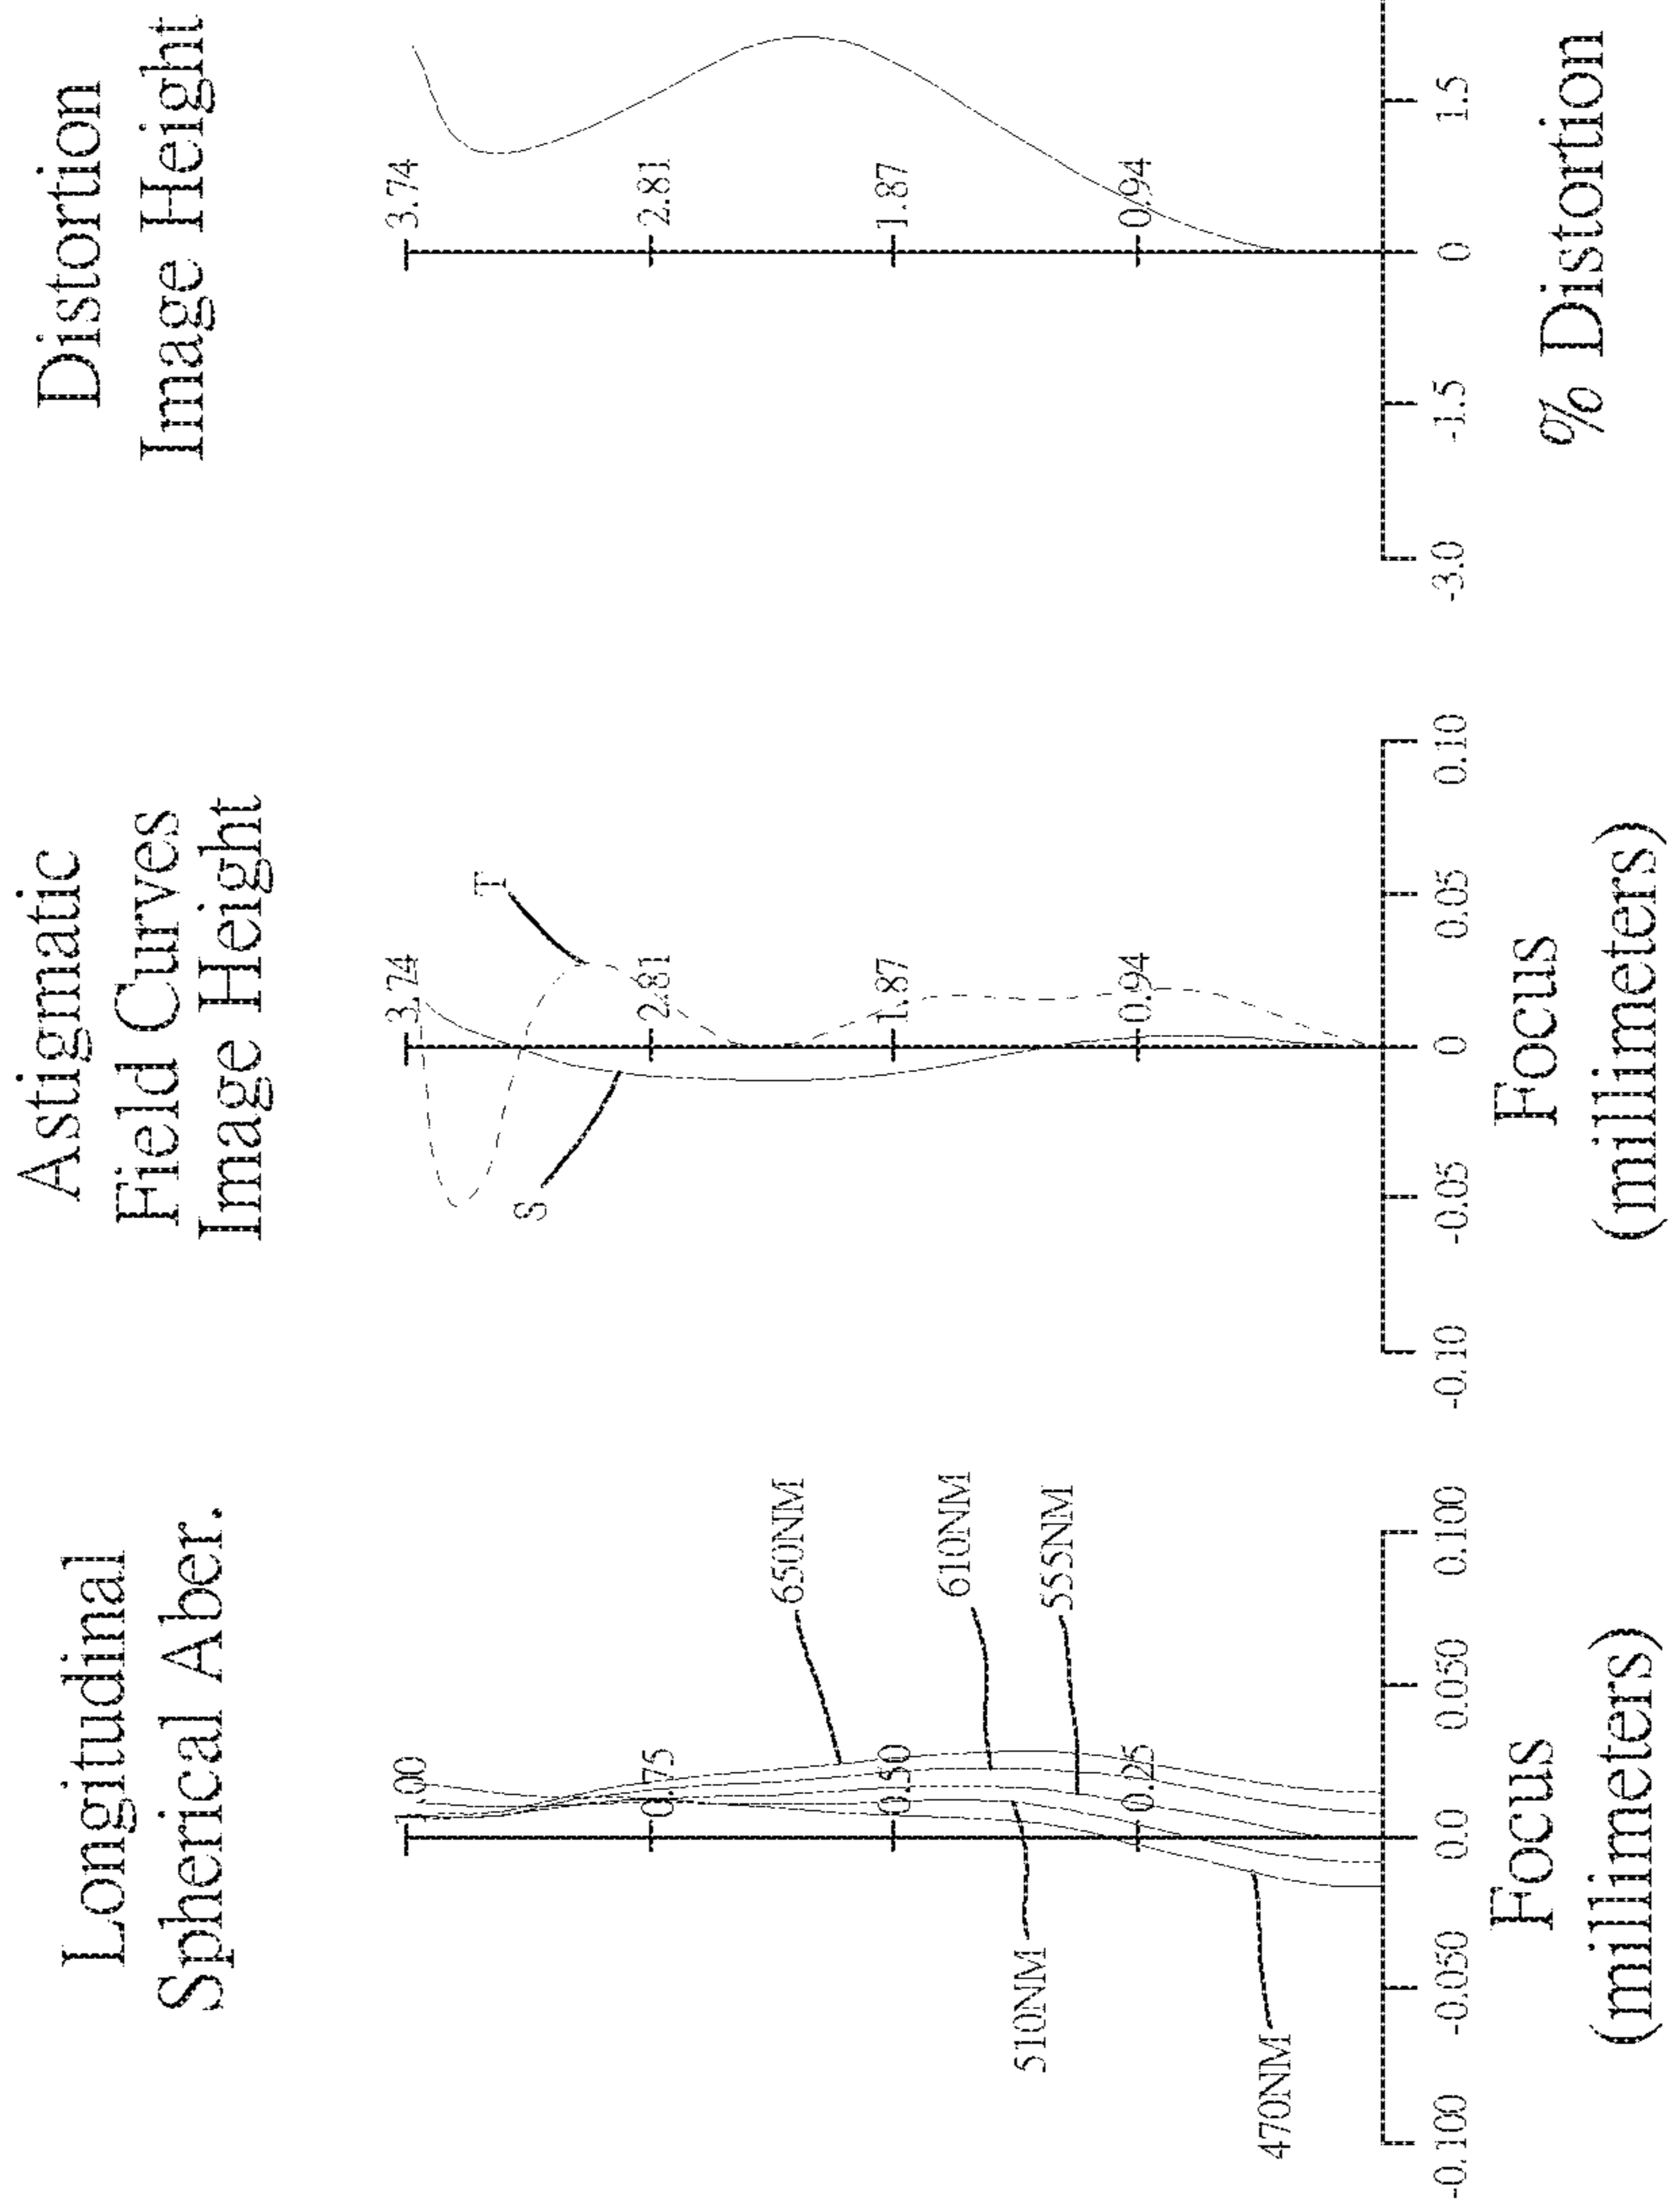 Longitudinal
Spherical Aber.
1.00
0.75
0.50
0.25
650NM
610NM
555NM
510NM
470NM
-0.100
-0.050
0.0
0.050
0.100
Focus
(millimeters)
Astigmatic
Field Curves
Image Height
3.74
2.81
1.87
0.94
S
T
-0.10
-0.05
0
0.05
0.10
Focus
(millimeters)
Distortion
Image Height
3.74
2.81
1.87
0.94
-3.0
-1.5
0
1.5
% Distortion